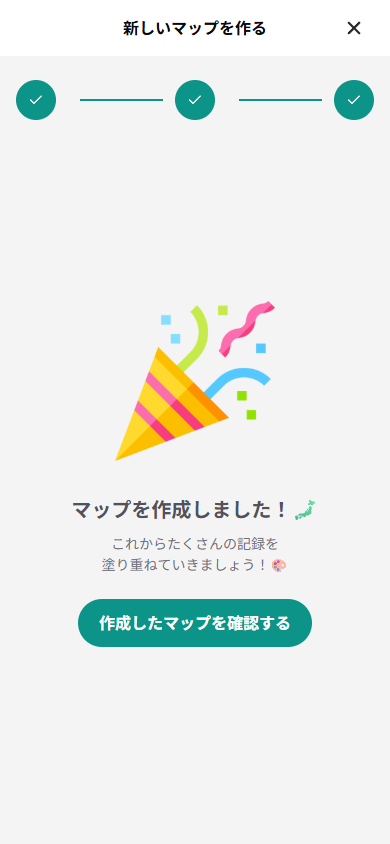 新しいマップを作る
マップを作成しました！🗾
これからたくさんの記録を
塗り重ねていきましょう！🎨
作成したマップを確認する